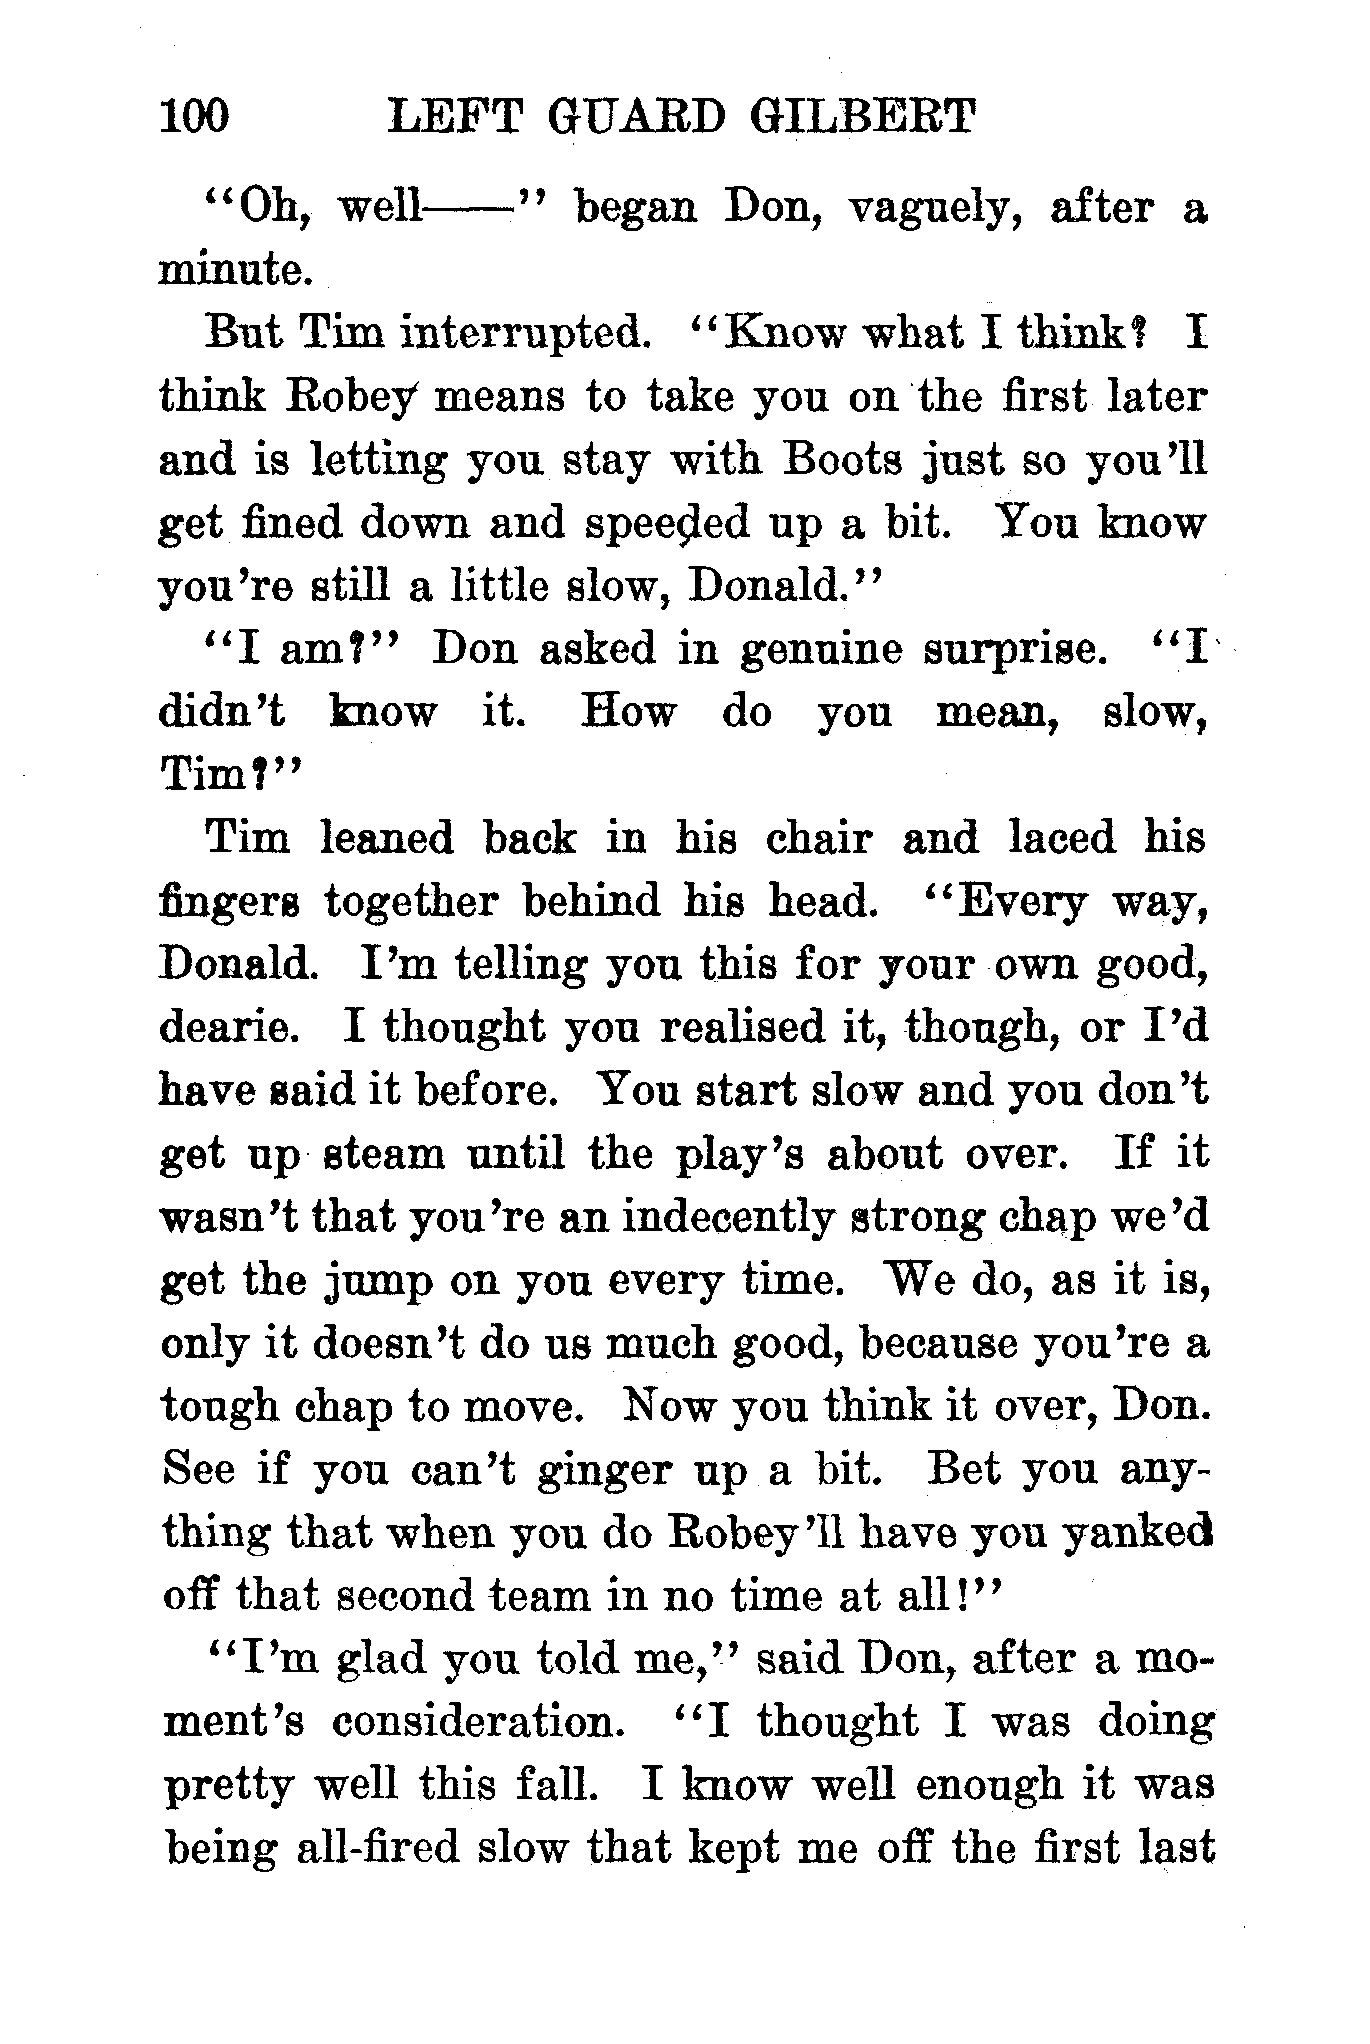 100 LEFT GUARD GILBERT
“Oh, well——” began Don, vaguely, after a
minute.
But Tim interrupted. “Know what I think? I
think Robey means to take you on the first later
and is letting you stay with Boots just so you’ll
get fined down and speeded up a bit. You know
you’re still a little slow, Donald.”
“I am?” Don asked in genuine surprise. “I
didn’t know it. How do you mean, slow,
Tim?”
Tim leaned back in his chair and laced his
fingers together behind his head. “Every way,
Donald. I’m telling you this for your own good,
dearie. I thought you realised it, though, or I’d
have said it before. You start slow and you don’t
get up steam until the play’s about over. If it
wasn’t that you’re an indecently strong chap we’d
get the jump on you every time. We do, as it is,
only it doesn’t do us much good, because you’re a
tough chap to move. Now you think it over, Don.
See if you can’t ginger up a bit. Bet you any-
thing that when you do Robey’ll have you yanked
off that second team in no time at all!”
“I’m glad you told me,” said Don, after a mo-
ment’s consideration. “I thought I was doing
pretty well this fall. I know well enough it was
being all-fired slow that kept me off the first last